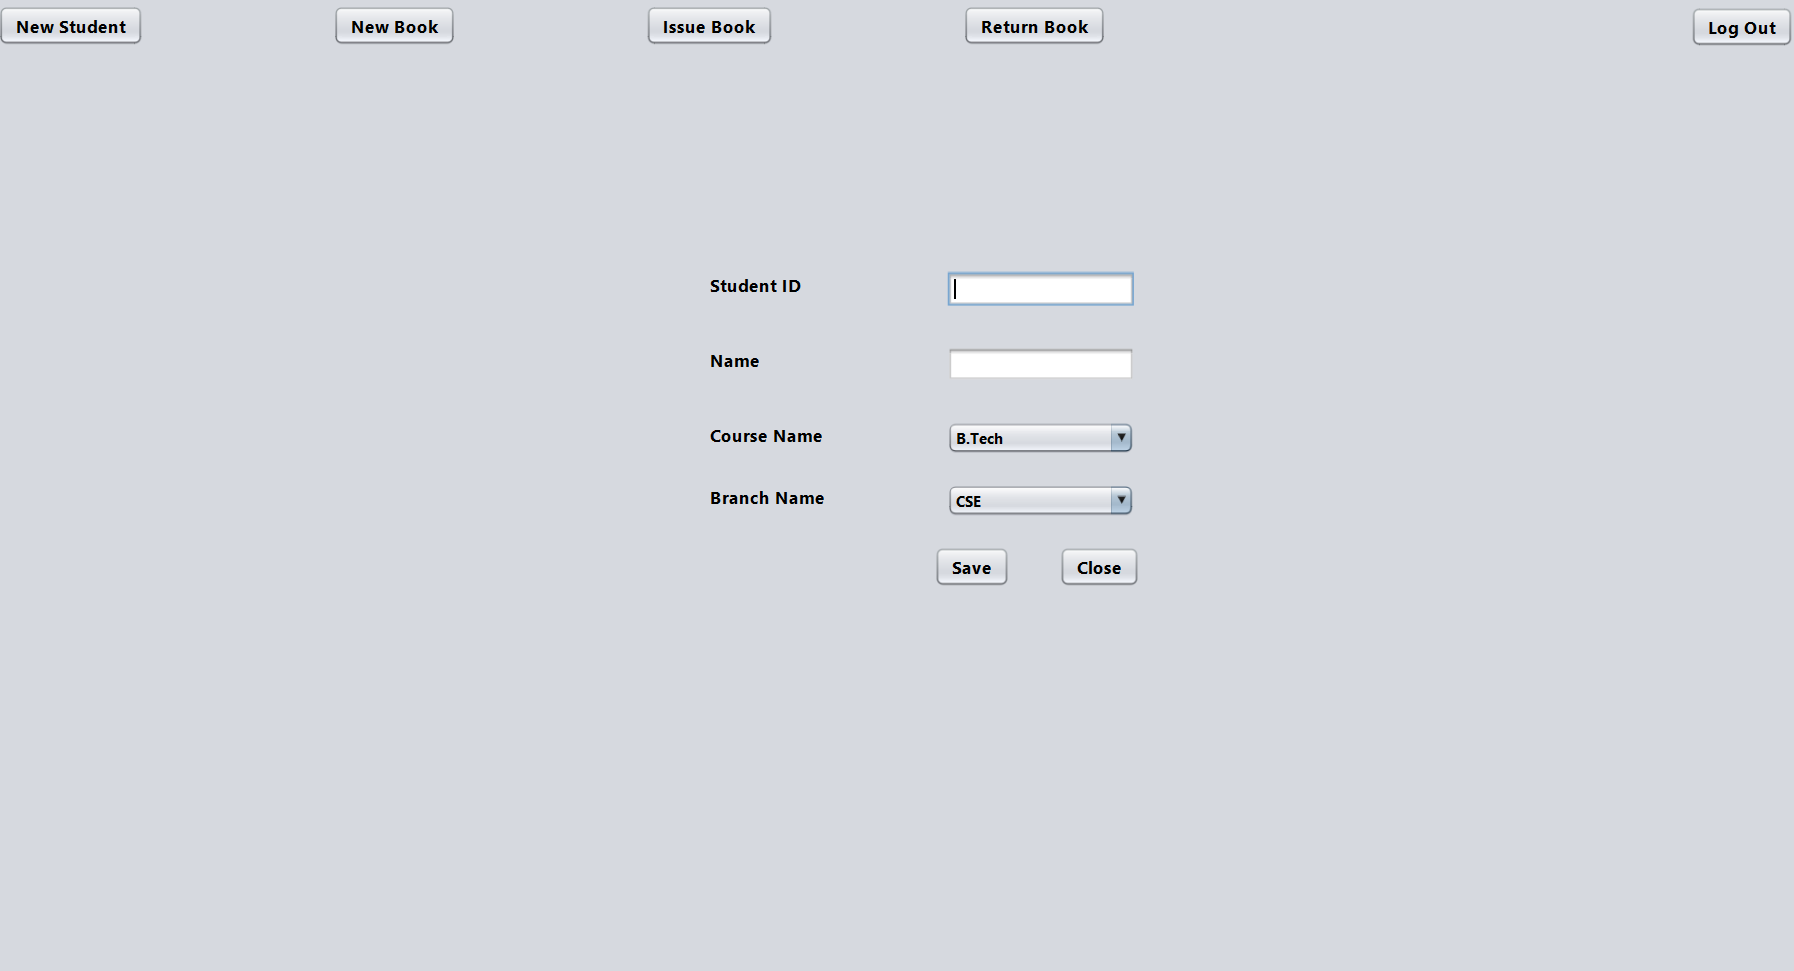 New Student New Book Issue Book Return Book Log Out
Student ID
Name
Course Name B.Tech
Branch Name CSE
Save Close